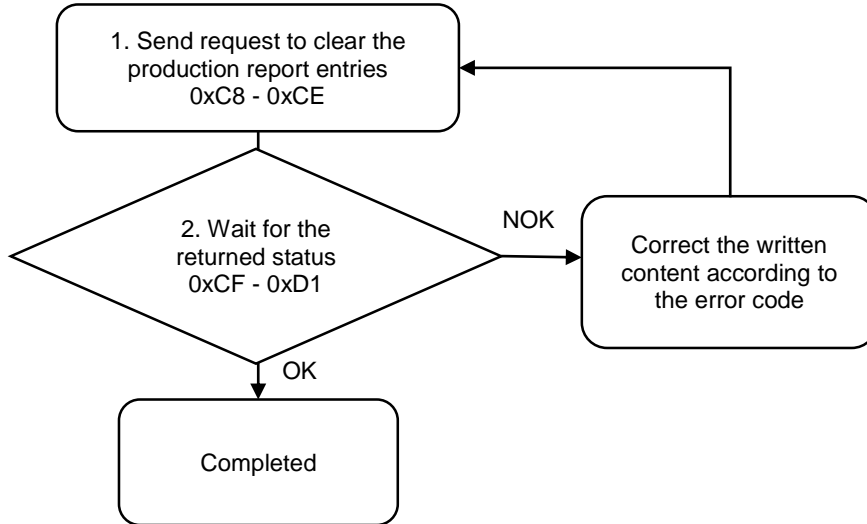 1. Send request to clear the
production report entries
0xC8 - 0xCE
2. Wait for the
returned status
0xCF - 0xD1
NOK
Correct the written
content according to
the error code
OK
Completed